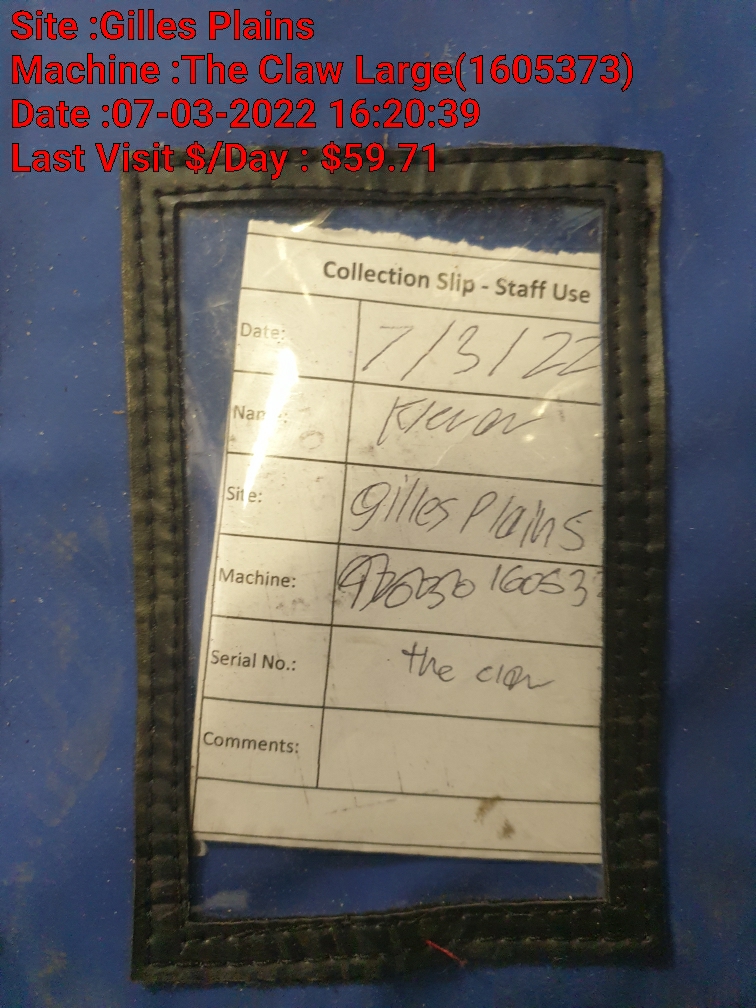 Site :Gilles Plains
Machine :The Claw Large(1605373)
Date :07-03-2022 16:20:39
Last Visit $/Day : $59.71
Collection Slip - Staff Use
Date: 7/3/22
Name:
Site: Gilles Plains
Machine: 16053
Serial No.: the claw
Comments: